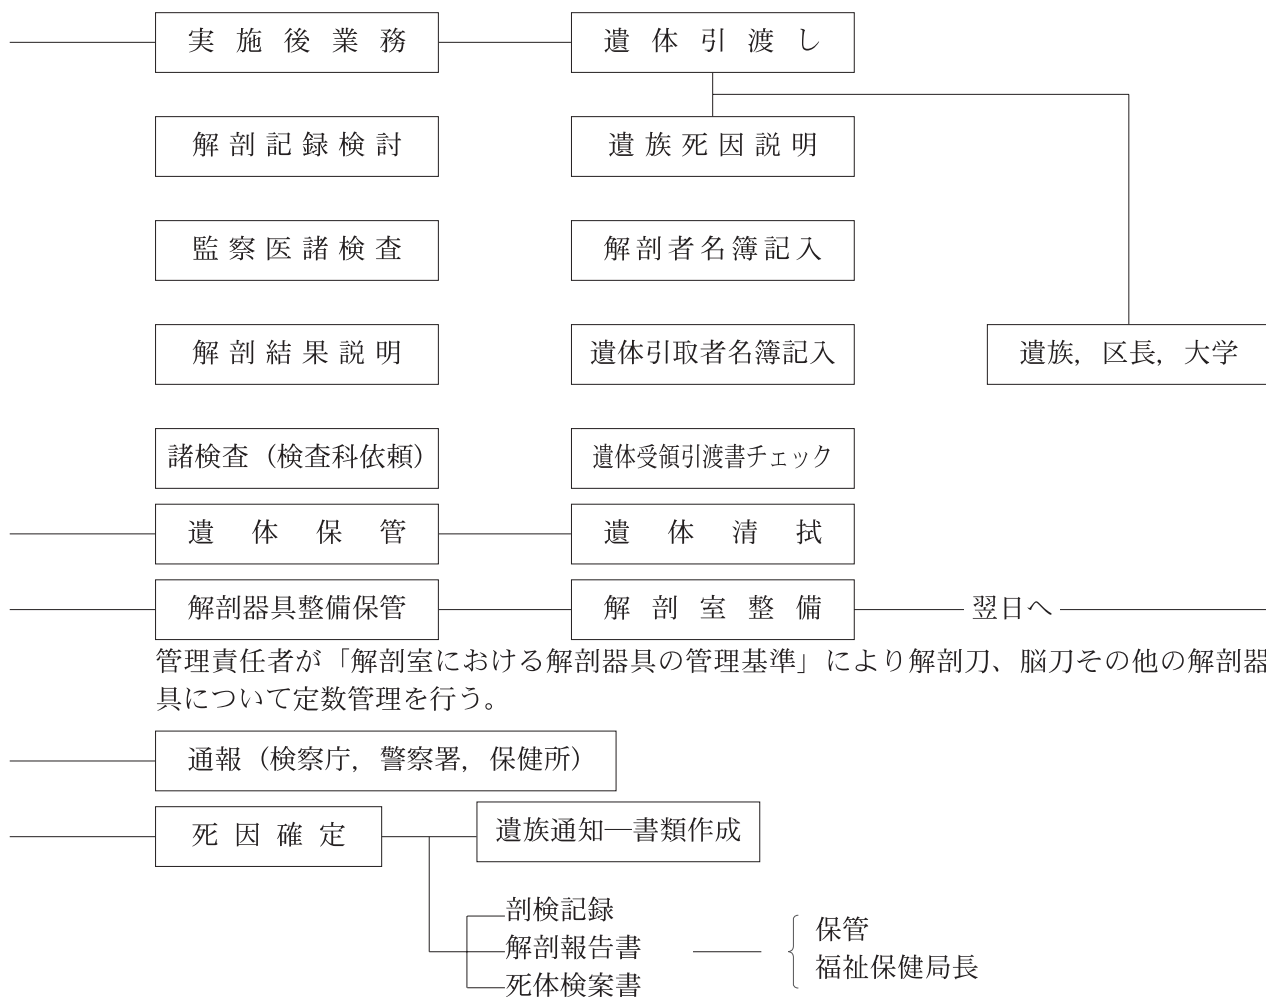 実施後業務
遺体引渡し
解剖記録検討
遺族死因説明
監察医諸検査
解剖者名簿記入
解剖結果説明
遺体引取者名簿記入
遺族，区長，大学
諸検査（検査科依頼）
遺体受領引渡書チェック
遺体保管
遺体清拭
解剖器具整備保管
解剖室整備
翌日へ
管理責任者が「解剖室における解剖器具の管理基準」により解剖刀、脳刀その他の解剖器
具について定数管理を行う。
通報（検察庁，警察署，保健所）
死因確定
遺族通知―書類作成
剖検記録
解剖報告書
死体検案書
保管
福祉保健局長